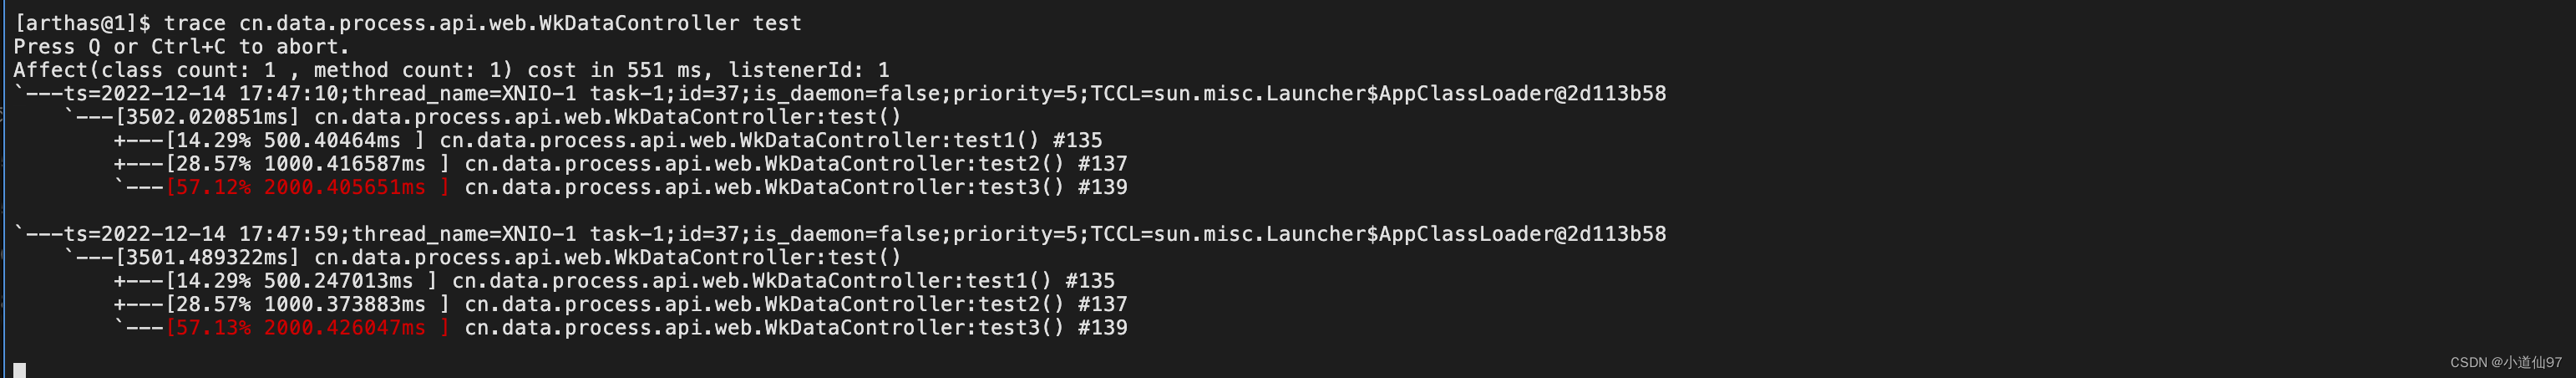 [arthas@1]$ trace cn.data.process.api.web.WkDataController test
Press Q or Ctrl+C to abort.
Affect(class count: 1 , method count: 1) cost in 551 ms, listenerId: 1
`---ts=2022-12-14 17:47:10;thread_name=XNIO-1 task-1;id=37;is_daemon=false;priority=5;TCCL=sun.misc.Launcher$AppClassLoader@2d113b58
    `---[3502.020851ms] cn.data.process.api.web.WkDataController:test()
        +---[14.29% 500.40464ms ] cn.data.process.api.web.WkDataController:test1() #135
        +---[28.57% 1000.416587ms ] cn.data.process.api.web.WkDataController:test2() #137
        `---[57.12% 2000.405651ms ] cn.data.process.api.web.WkDataController:test3() #139
`---ts=2022-12-14 17:47:59;thread_name=XNIO-1 task-1;id=37;is_daemon=false;priority=5;TCCL=sun.misc.Launcher$AppClassLoader@2d113b58
    `---[3501.489322ms] cn.data.process.api.web.WkDataController:test()
        +---[14.29% 500.247013ms ] cn.data.process.api.web.WkDataController:test1() #135
        +---[28.57% 1000.373883ms ] cn.data.process.api.web.WkDataController:test2() #137
        `---[57.13% 2000.426047ms ] cn.data.process.api.web.WkDataController:test3() #139
CSDN @小道仙97